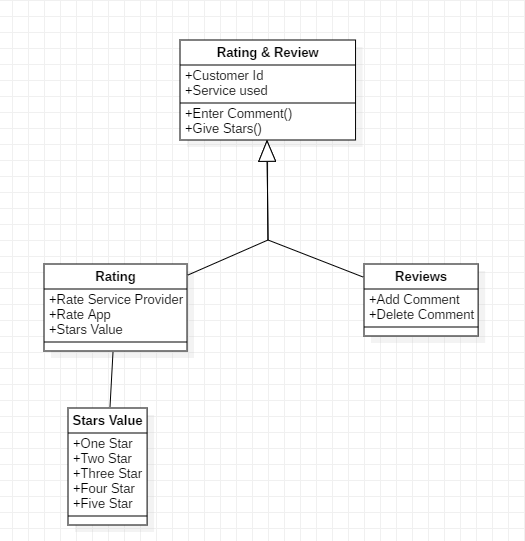 Rating & Review
+Customer Id
+Service used
+Enter Comment()
+Give Stars()
Rating
+Rate Service Provider
+Rate App
+Stars Value
Reviews
+Add Comment
+Delete Comment
Stars Value
+One Star
+Two Star
+Three Star
+Four Star
+Five Star